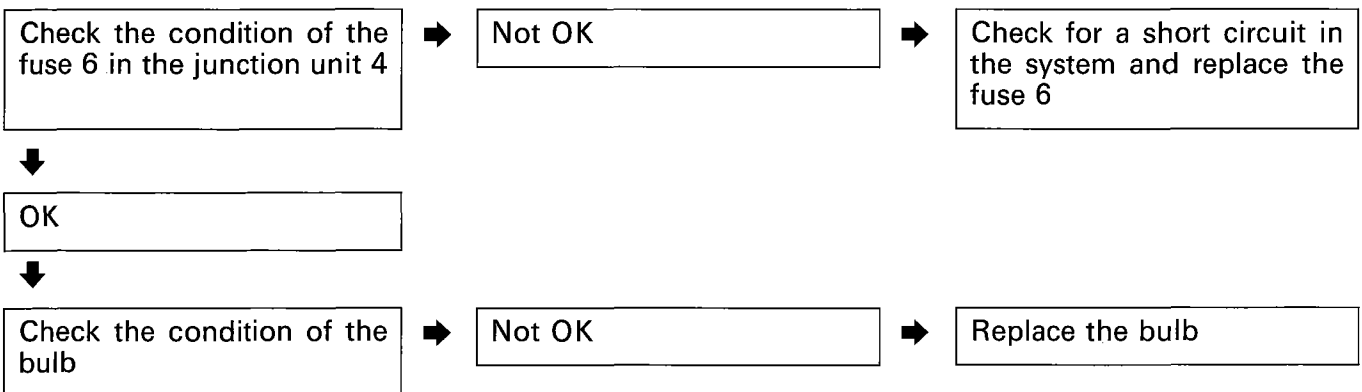 Check the condition of the
fuse 6 in the junction unit 4
Not OK
Check for a short circuit in
the system and replace the
fuse 6
OK
Check the condition of the
bulb
Not OK
Replace the bulb